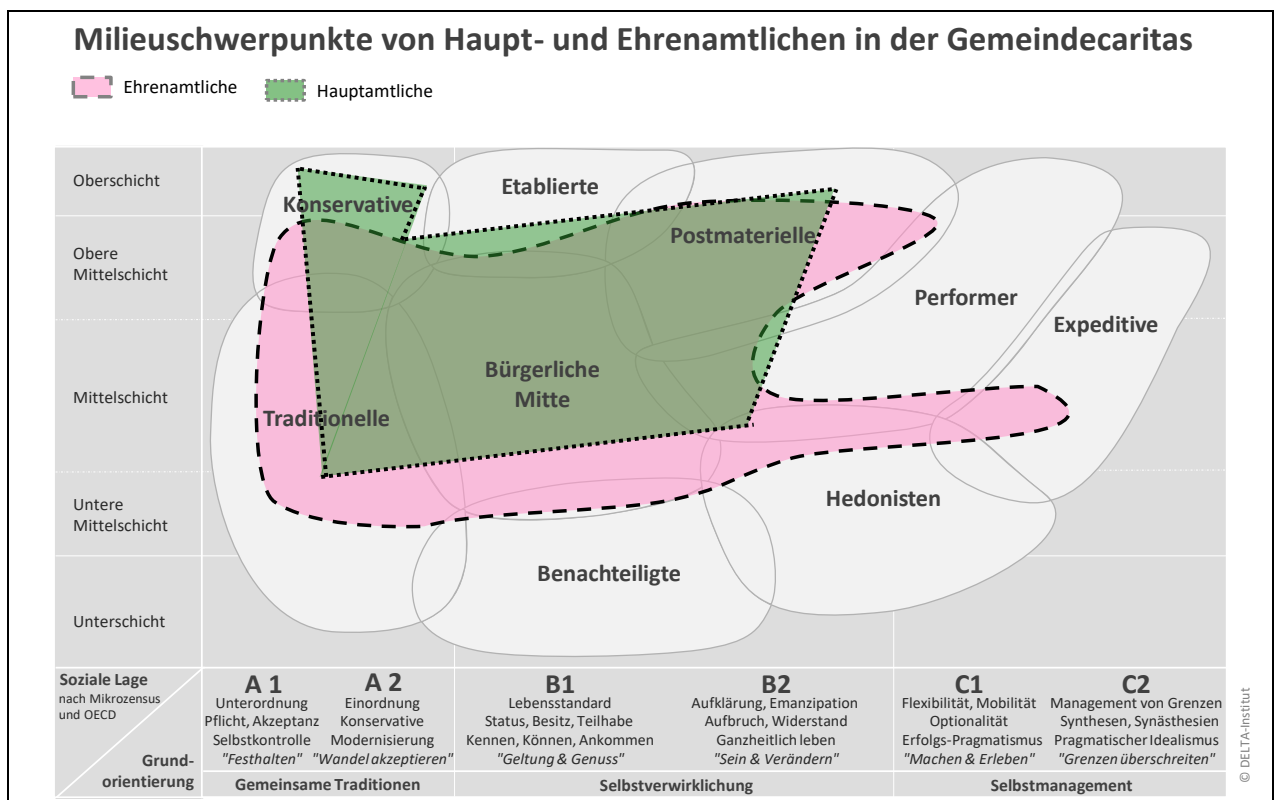 Milieuschwerpunkte von Haupt- und Ehrenamtlichen in der Gemeindecaritas
Ehrenamtliche
Hauptamtliche
Oberschicht
Konservative
Etablierte
Obere
Mittelschicht
Postmaterielle
Performer
Expeditive
Mittelschicht
Bürgerliche
Mitte
Traditionelle
Untere
Mittelschicht
Hedonisten
Benachteiligte
Unterschicht
Soziale Lage
nach Mikrozensus
und OECD
Grund-
orientierung
A 1
Unterordnung
Pflicht, Akzeptanz
Selbstkontrolle
"Festhalten"
A 2
Einordnung
Konservative
Modernisierung
"Wandel akzeptieren"
B1
Lebensstandard
Status, Besitz, Teilhabe
Kennen, Können, Ankommen
"Geltung & Genuss"
B2
Aufklärung, Emanzipation
Aufbruch, Widerstand
Ganzheitlich leben
"Sein & Verändern"
C1
Flexibilität, Mobilität
Optionalität
Erfolgs-Pragmatismus
"Machen & Erleben"
C2
Management von Grenzen
Synthesen, Synästhesien
Pragmatischer Idealismus
"Grenzen überschreiten"
Gemeinsame Traditionen
Selbstverwirklichung
Selbstmanagement
© DELTA-Institut